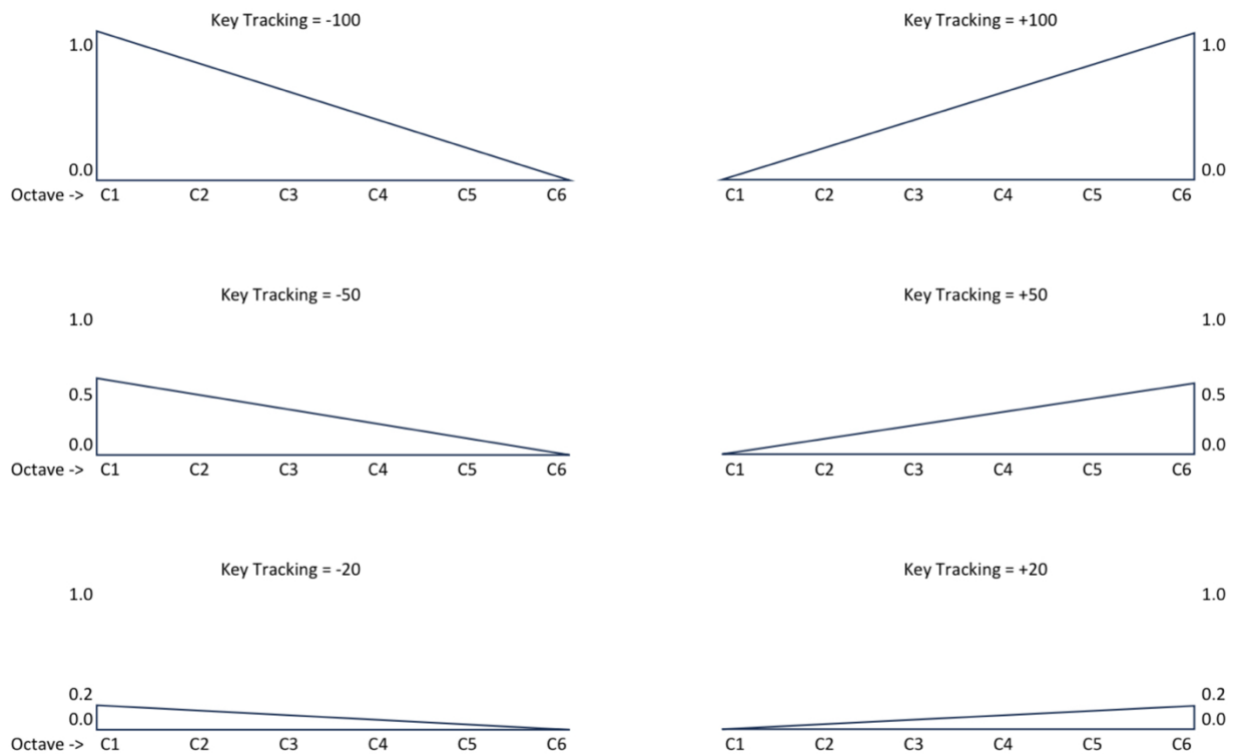 Key Tracking = -100
1.0
0.0
Octave -> C1 C2 C3 C4 C5 C6
Key Tracking = +100
1.0
0.0
C1 C2 C3 C4 C5 C6
Key Tracking = -50
1.0
0.5
0.0
Octave -> C1 C2 C3 C4 C5 C6
Key Tracking = +50
1.0
0.5
0.0
C1 C2 C3 C4 C5 C6
Key Tracking = -20
1.0
0.2
0.0
Octave -> C1 C2 C3 C4 C5 C6
Key Tracking = +20
1.0
0.2
0.0
C1 C2 C3 C4 C5 C6